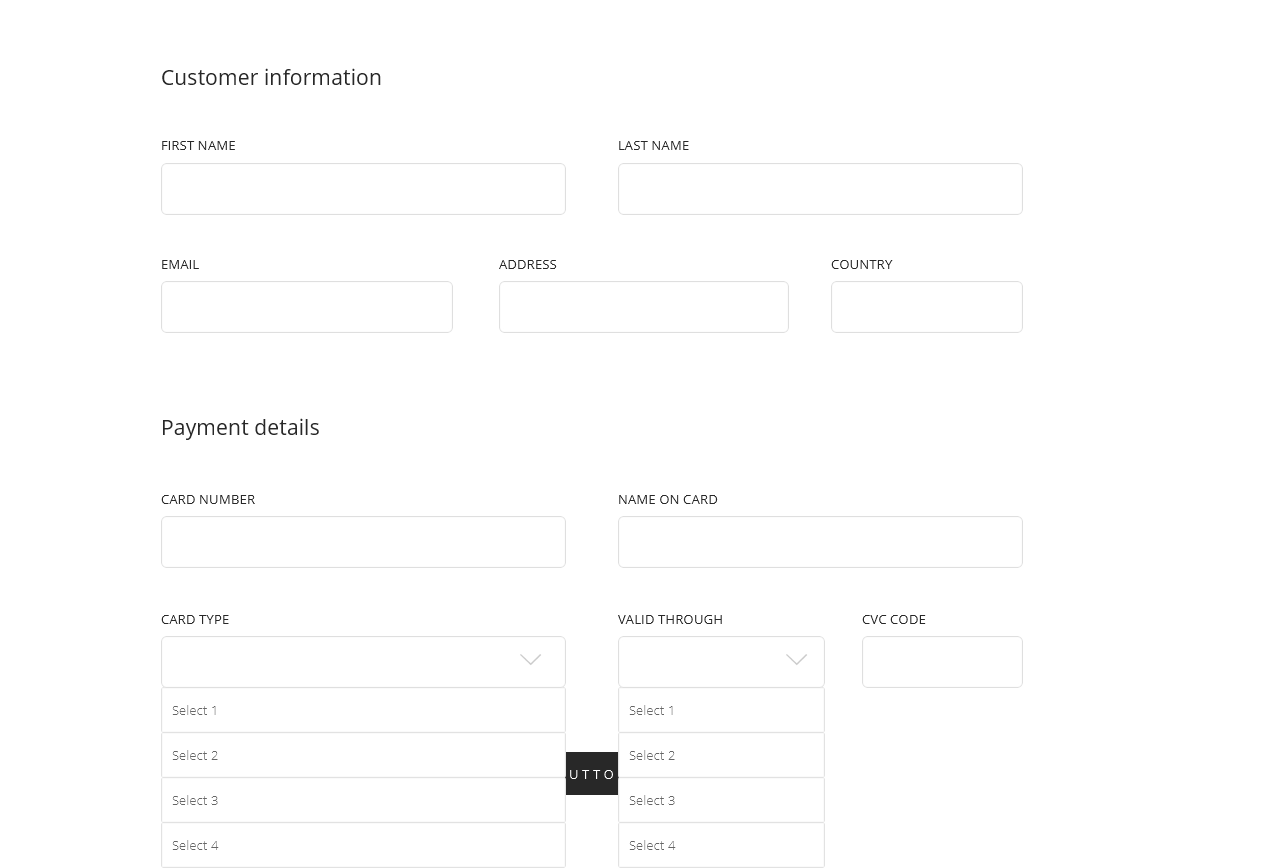 Customer information
FIRST NAME LAST NAME
EMAIL ADDRESS COUNTRY
Payment details
CARD NUMBER NAME ON CARD
CARD TYPE VALID THROUGH CVC CODE
Select 1 Select 1
Select 2 Select 2
UTTO
Select 3 Select 3
Select 4 Select 4